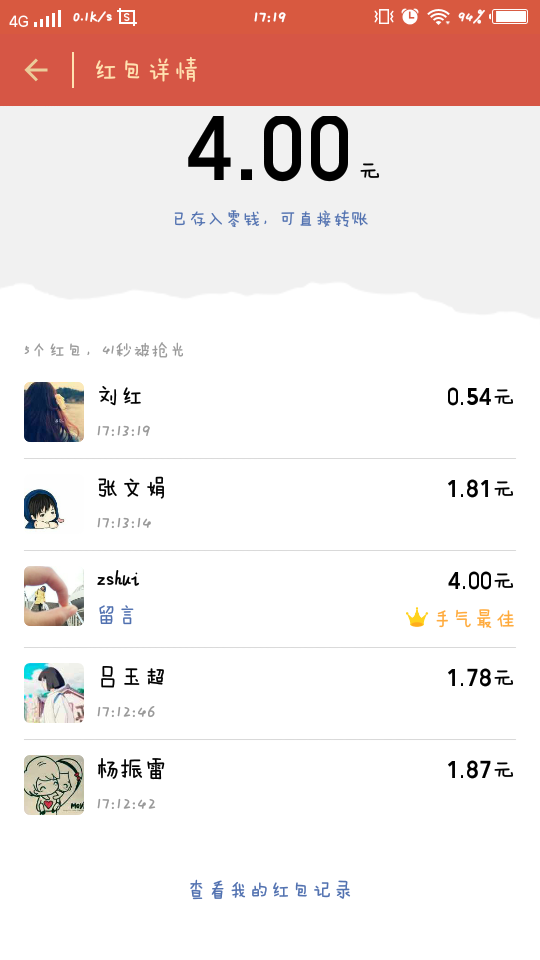 4G 0.1k/s 17:19 94%
红包详情
4.00元
已存入零钱，可直接转账
5个红包，41秒被抢光
刘红 0.54元
17:13:19
张文娟 1.81元
17:13:14
zshui 4.00元
留言 手气最佳
吕玉超 1.78元
17:12:46
杨振雷 1.87元
17:12:42
查看我的红包记录